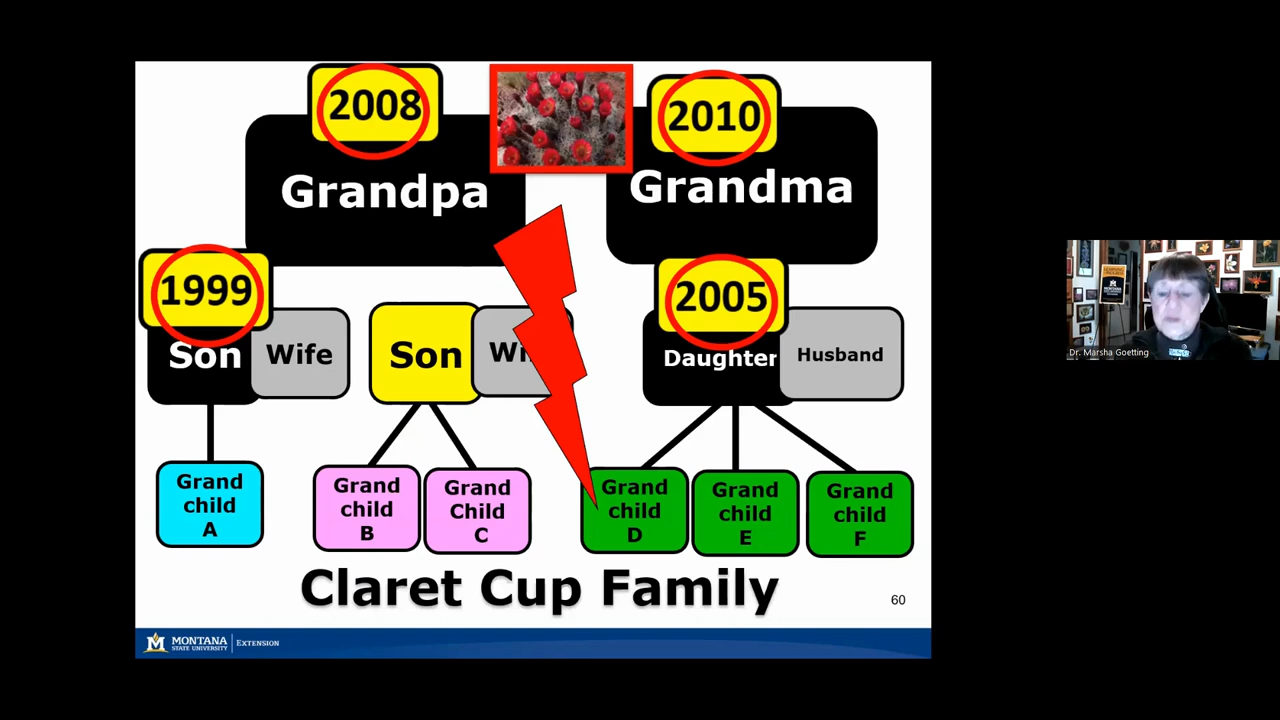 2008
2010
Grandpa
Grandma
1999
2005
Son
Wife
Son
Daughter
Husband
Grand
child
A
Grand
child
B
Grand
Child
C
Grand
child
D
Grand
child
E
Grand
child
F
Claret Cup Family
60
MONTANA
STATE UNIVERSITY
EXTENSION
Dr. Marsha Goetting